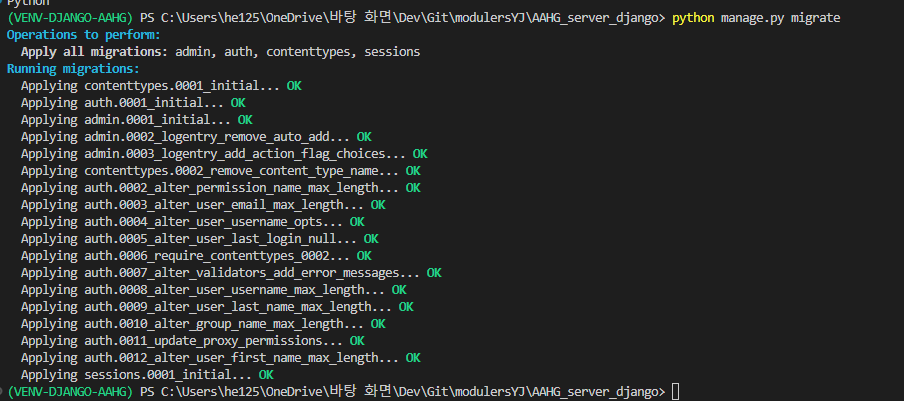 Python
(VENV-DJANGO-AAHG) PS C:\Users\he125\OneDrive\바탕 화면\Dev\Git\modulersYJ\AAHG_server_django> python manage.py migrate
Operations to perform:
  Apply all migrations: admin, auth, contenttypes, sessions
Running migrations:
  Applying contenttypes.0001_initial... OK
  Applying auth.0001_initial... OK
  Applying admin.0001_initial... OK
  Applying admin.0002_logentry_remove_auto_add... OK
  Applying admin.0003_logentry_add_action_flag_choices... OK
  Applying contenttypes.0002_remove_content_type_name... OK
  Applying auth.0002_alter_permission_name_max_length... OK
  Applying auth.0003_alter_user_email_max_length... OK
  Applying auth.0004_alter_user_username_opts... OK
  Applying auth.0005_alter_user_last_login_null... OK
  Applying auth.0006_require_contenttypes_0002... OK
  Applying auth.0007_alter_validators_add_error_messages... OK
  Applying auth.0008_alter_user_username_max_length... OK
  Applying auth.0009_alter_user_last_name_max_length... OK
  Applying auth.0010_alter_group_name_max_length... OK
  Applying auth.0011_update_proxy_permissions... OK
  Applying auth.0012_alter_user_first_name_max_length... OK
  Applying sessions.0001_initial... OK
(VENV-DJANGO-AAHG) PS C:\Users\he125\OneDrive\바탕 화면\Dev\Git\modulersYJ\AAHG_server_django>